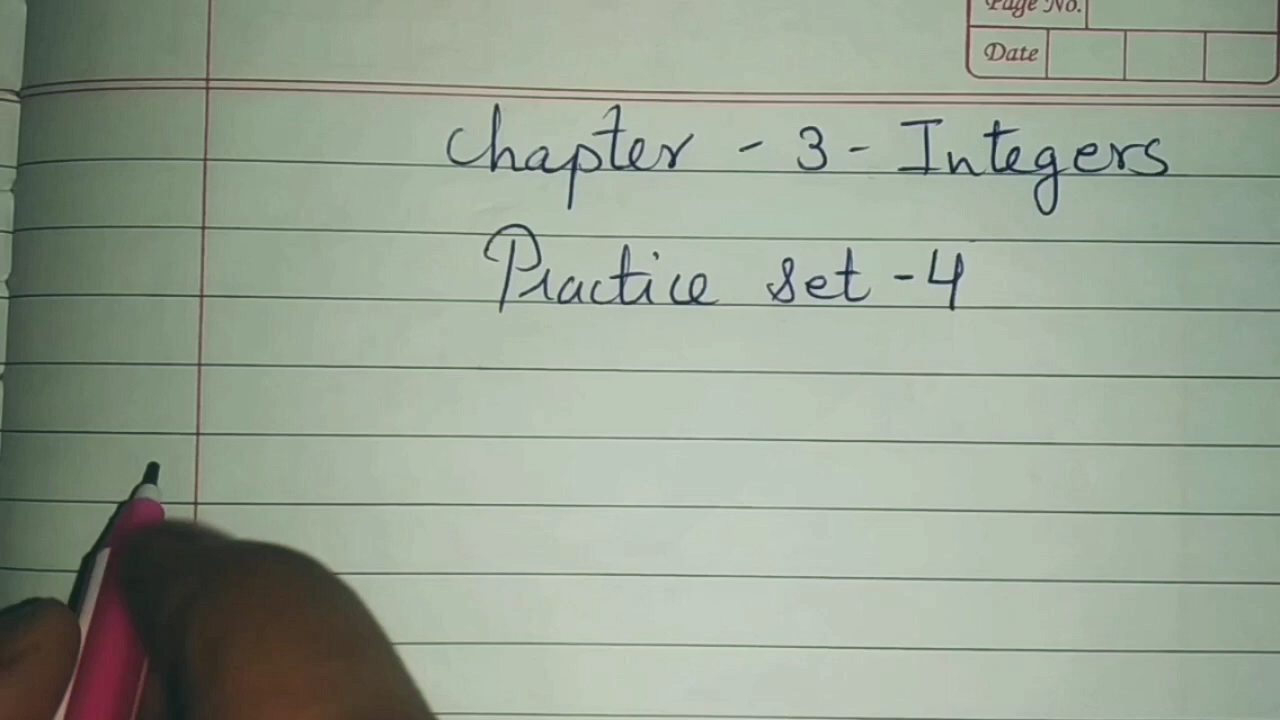 Page No.
Date
Chapter - 3 - Integers
Practice set - 4